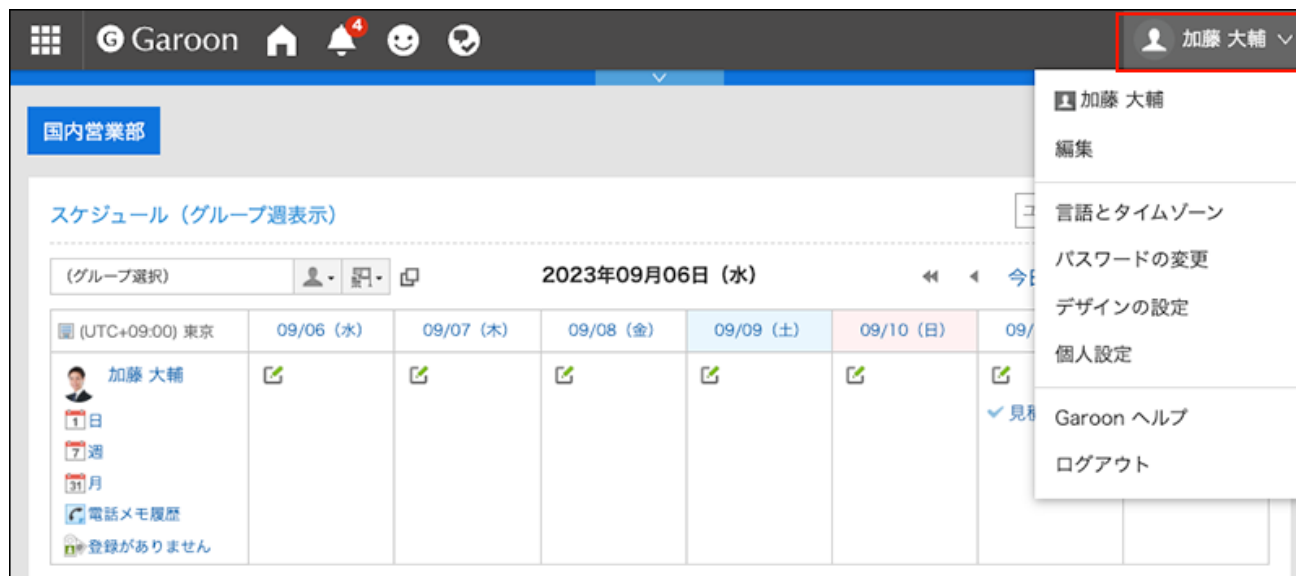 G Garoon 4 加藤 大輔
加藤 大輔
編集
言語とタイムゾーン
パスワードの変更
デザインの設定
個人設定
Garoon ヘルプ
ログアウト
国内営業部
スケジュール（グループ週表示）
(グループ選択) 2023年09月06日（水）
(UTC+09:00) 東京 09/06（水） 09/07（木） 09/08（金） 09/09（土） 09/10（日） 09/
加藤 大輔
1 日
7 週
31 月
電話メモ履歴
登録がありません